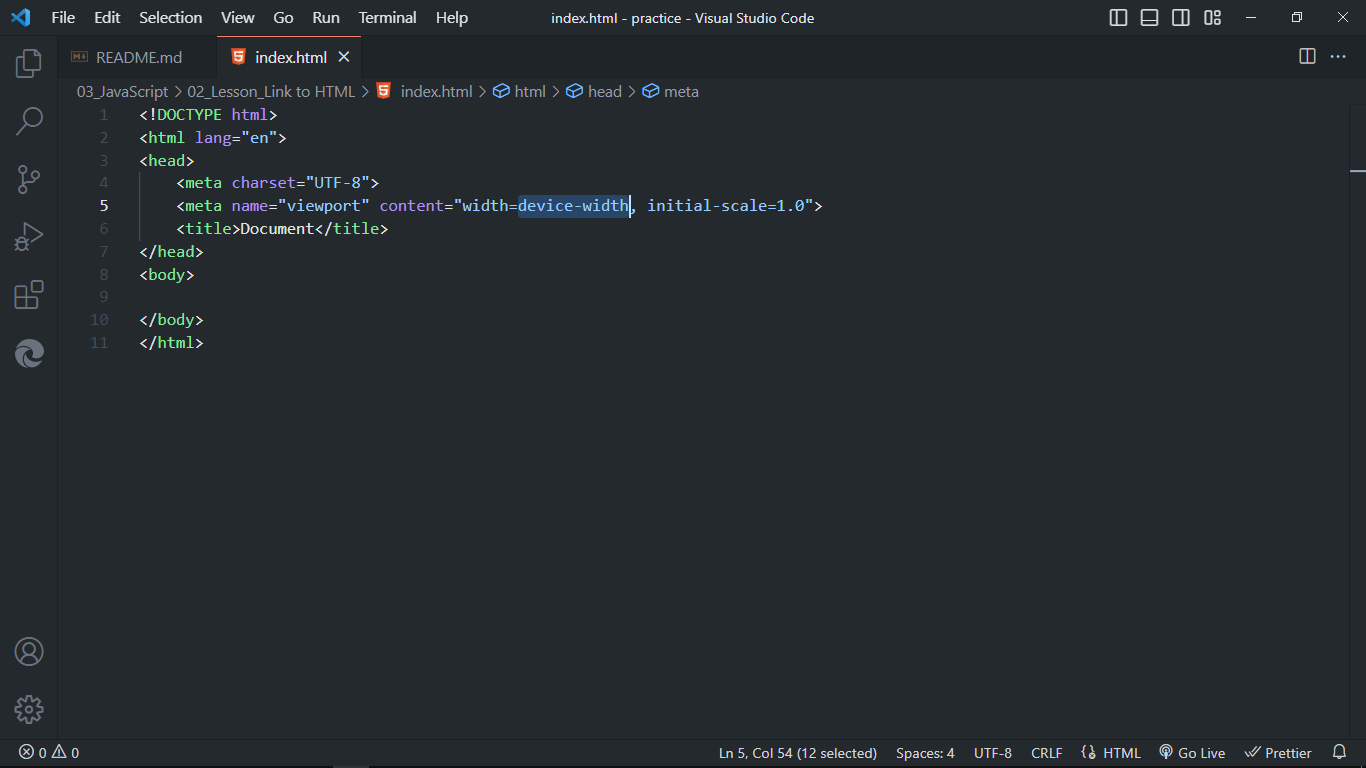 File Edit Selection View Go Run Terminal Help index.html - practice - Visual Studio Code
README.md index.html
03_JavaScript > 02_Lesson_Link to HTML > index.html > html > head > meta
1 <!DOCTYPE html>
2 <html lang="en">
3 <head>
4     <meta charset="UTF-8">
5     <meta name="viewport" content="width=device-width, initial-scale=1.0">
6     <title>Document</title>
7 </head>
8 <body>
9
10 </body>
11 </html>
0 0 Ln 5, Col 54 (12 selected) Spaces: 4 UTF-8 CRLF HTML Go Live Prettier